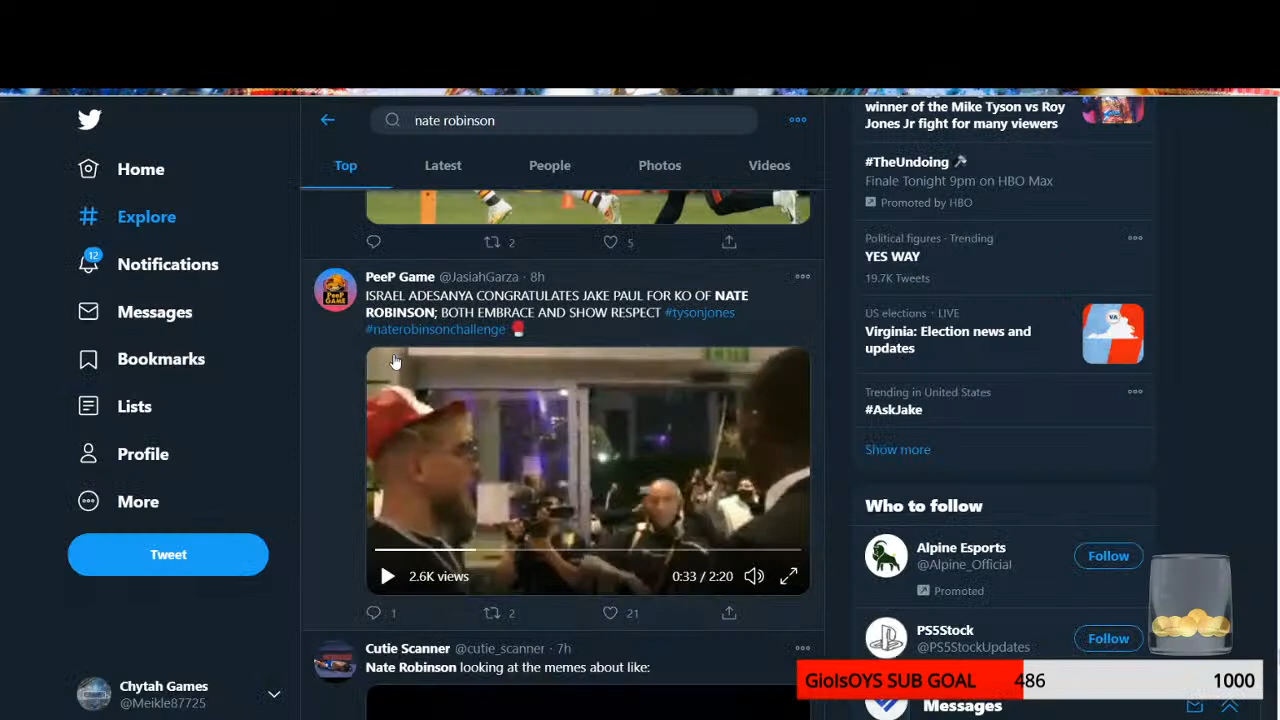 nate robinson
Top
Latest
People
Photos
Videos
Home
Explore
12
Notifications
Messages
Bookmarks
Lists
Profile
More
Tweet
Chytah Games
@Meikle87725
2
5
PeeP Game @JasiahGarza · 8h
ISRAEL ADESANYA CONGRATULATES JAKE PAUL FOR KO OF NATE
ROBINSON; BOTH EMBRACE AND SHOW RESPECT #tysonjones
#naterobinsonchallenge
2.6K views
0:33 / 2:20
1
2
21
Cutie Scanner @cutie_scanner · 7h
Nate Robinson looking at the memes about like:
winner of the Mike Tyson vs Roy
Jones Jr fight for many viewers
#TheUndoing
Finale Tonight 9pm on HBO Max
Promoted by HBO
Political figures · Trending
YES WAY
19.7K Tweets
US elections · LIVE
Virginia: Election news and
updates
VA
Trending in United States
#AskJake
Show more
Who to follow
Alpine Esports
@Alpine_Official
Follow
Promoted
PS5Stock
@PS5StockUpdates
Follow
GioIsOYS SUB GOAL 486 1000
Messages